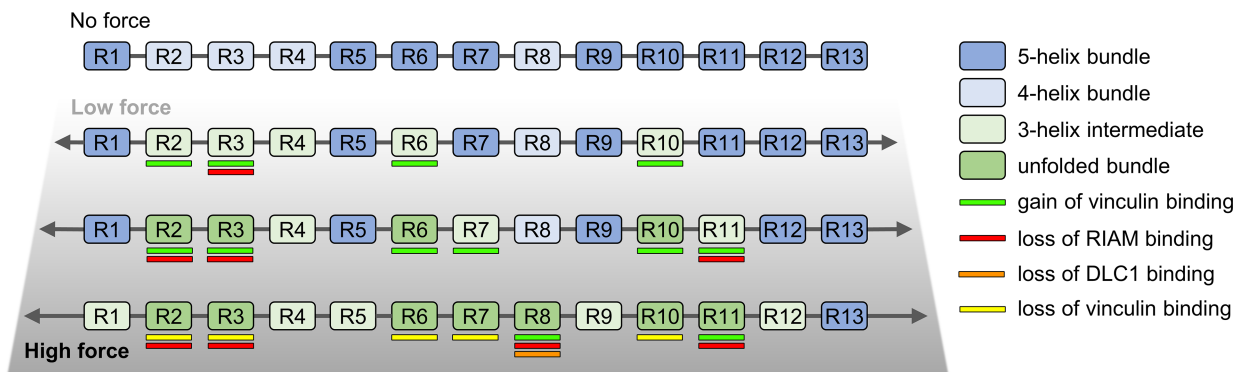 No force
R1 R2 R3 R4 R5 R6 R7 R8 R9 R10 R11 R12 R13
Low force
R1 R2 R3 R4 R5 R6 R7 R8 R9 R10 R11 R12 R13
R1 R2 R3 R4 R5 R6 R7 R8 R9 R10 R11 R12 R13
R1 R2 R3 R4 R5 R6 R7 R8 R9 R10 R11 R12 R13
High force
5-helix bundle
4-helix bundle
3-helix intermediate
unfolded bundle
gain of vinculin binding
loss of RIAM binding
loss of DLC1 binding
loss of vinculin binding